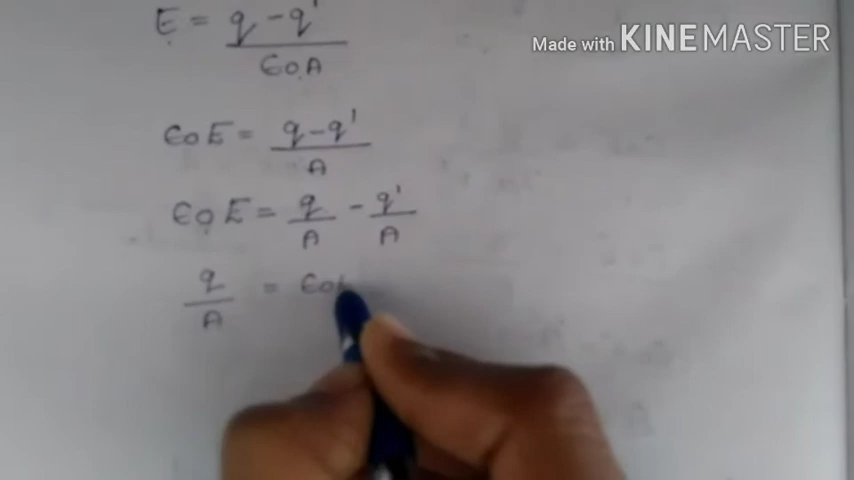 E = q - q'
ϵ0A
Made with KINEMASTER
ϵ0E = q - q'
A
ϵ0E = q/A - q'/A
q/A = ϵ0